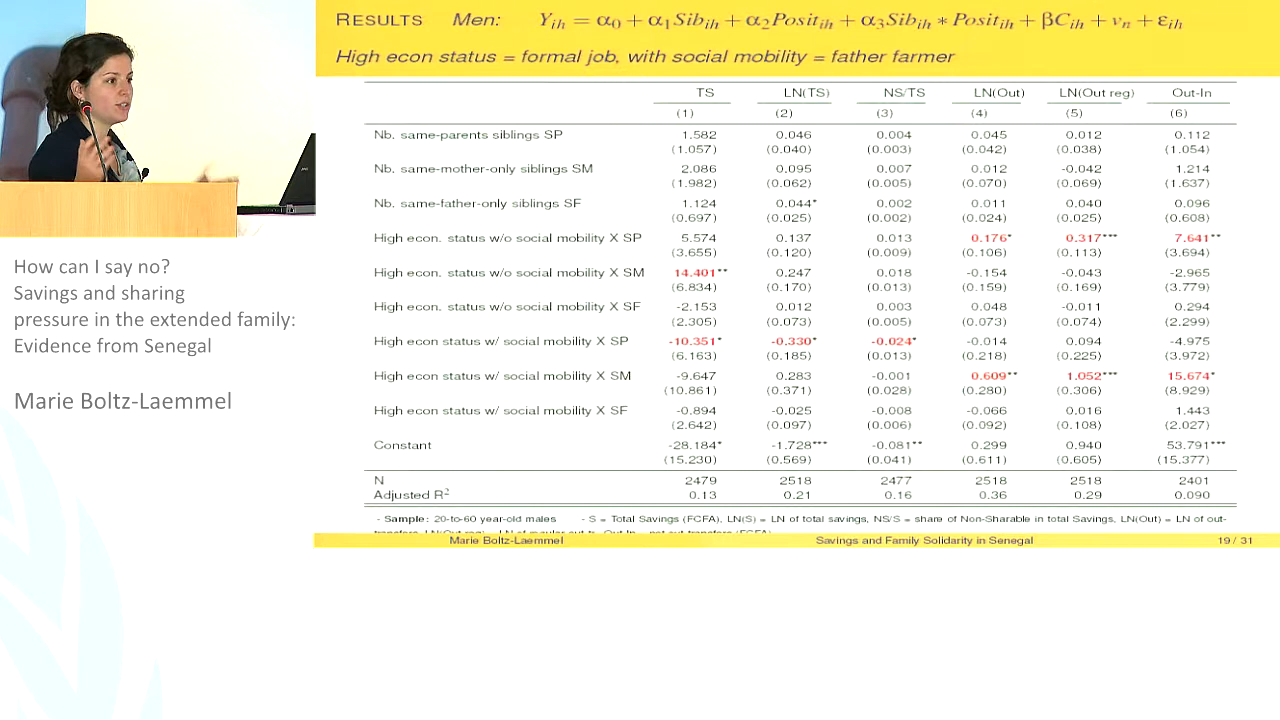 RESULTS Men: Y_ih = α_0 + α_1Sib_ih + α_2Posit_ih + α_3Sib_ih * Posit_ih + βC_ih + v_n + ε_ih
High econ status = formal job, with social mobility = father farmer
TS LN(TS) NS/TS LN(Out) LN(Out reg) Out-In
(1) (2) (3) (4) (5) (6)
Nb. same-parents siblings SP 1.582 0.046 0.004 0.045 0.012 0.112
(1.057) (0.040) (0.003) (0.042) (0.038) (1.054)
Nb. same-mother-only siblings SM 2.086 0.095 0.007 0.012 -0.042 1.214
(1.982) (0.062) (0.005) (0.070) (0.069) (1.637)
Nb. same-father-only siblings SF 1.124 0.044* 0.002 0.011 0.040 0.096
(0.697) (0.025) (0.002) (0.024) (0.025) (0.608)
High econ. status w/o social mobility X SP 5.574 0.137 0.013 0.176* 0.317*** 7.641**
(3.655) (0.120) (0.009) (0.106) (0.113) (3.694)
High econ. status w/o social mobility X SM 14.401** 0.247 0.018 -0.154 -0.043 -2.965
(6.834) (0.170) (0.013) (0.159) (0.169) (3.779)
High econ. status w/o social mobility X SF -2.153 0.012 0.003 0.048 -0.011 0.294
(2.305) (0.073) (0.005) (0.073) (0.074) (2.299)
High econ status w/ social mobility X SP -10.351* -0.330* -0.024* -0.014 0.094 -4.975
(6.163) (0.185) (0.013) (0.218) (0.225) (3.972)
High econ status w/ social mobility X SM -9.647 0.283 -0.001 0.609** 1.052*** 15.674*
(10.861) (0.371) (0.028) (0.280) (0.306) (8.929)
High econ status w/ social mobility X SF -0.894 -0.025 -0.008 -0.066 0.016 1.443
(2.642) (0.097) (0.006) (0.092) (0.108) (2.027)
Constant -28.184* -1.728*** -0.081** 0.299 0.940 53.791***
(15.230) (0.569) (0.041) (0.611) (0.605) (15.377)
N 2479 2518 2477 2518 2518 2401
Adjusted R² 0.13 0.21 0.16 0.36 0.29 0.090
- Sample: 20-to-60 year-old males - S = Total Savings (FCFA), LN(S) = LN of total savings, NS/S = share of Non-Sharable in total Savings, LN(Out) = LN of out-
Marie Boltz-Laemmel Savings and Family Solidarity in Senegal 19 / 31
How can I say no?
Savings and sharing
pressure in the extended family:
Evidence from Senegal
Marie Boltz-Laemmel